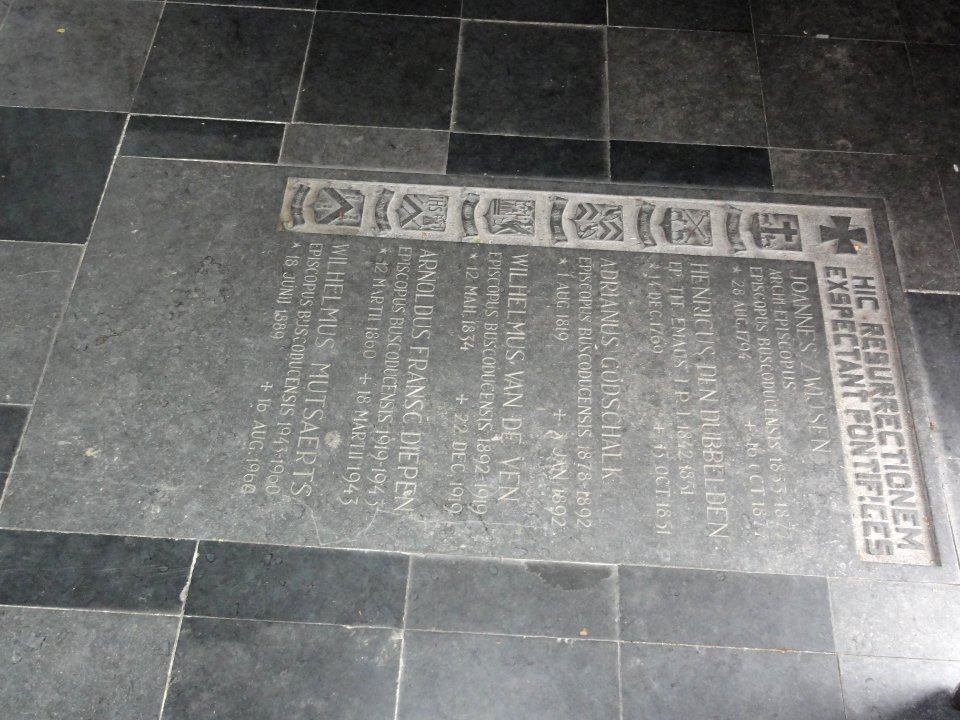 HIC RESURRECTIONEM
EXSPECTANT PONTIFICES
JOANNES ZWIJSEN
ARCHIEPISCOPUS
EPISCOPUS BUSCODUCENSIS 1853-1877
* 28 AUG 1794 + 16 OCT 1877
HENRICUS DEN DUBBELDEN
EP. TIT. EMAUS. I.P.I. 1842-1851
* 14 DEC 1769 + 13 OCT 1851
ADRIANUS GODSCHALK
EPISCOPUS BUSCODUCENSIS 1878-1892
* 1 AUG 1819 + JAN 1892
WILHELMUS VAN DE VEN
EPISCOPUS BUSCODUCENSIS 1892-1919
* 12 MAII. 1834 + 22 DEC. 1919
ARNOLDUS FRANSC. DIEPEN
EPISCOPUS BUSCODUCENSIS 1919-1943
* 12 MARTII 1860 + 18 MARTII 1943
WILHELMUS MUTSAERTS
EPISCOPUS BUSCODUCENSIS 1943-1960
* 18 JUNII 1889 + 16 AUG. 1968